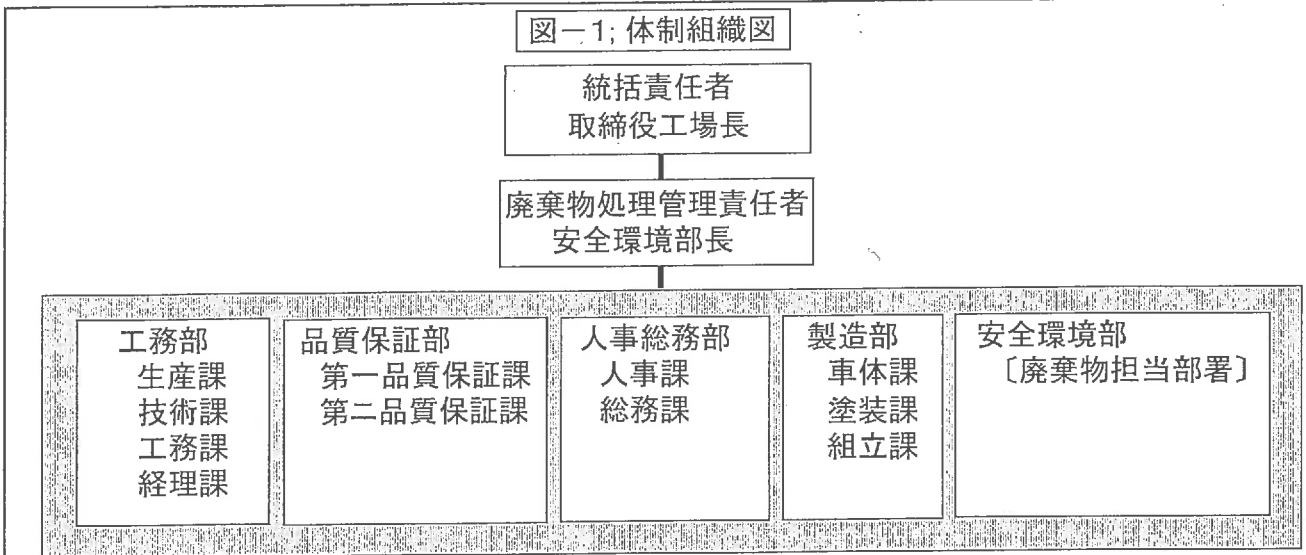 図－1; 体制組織図
統括責任者
取締役工場長
廃棄物処理管理責任者
安全環境部長
工務部
生産課
技術課
工務課
経理課
品質保証部
第一品質保証課
第二品質保証課
人事総務部
人事課
総務課
製造部
車体課
塗装課
組立課
安全環境部
〔廃棄物担当部署〕